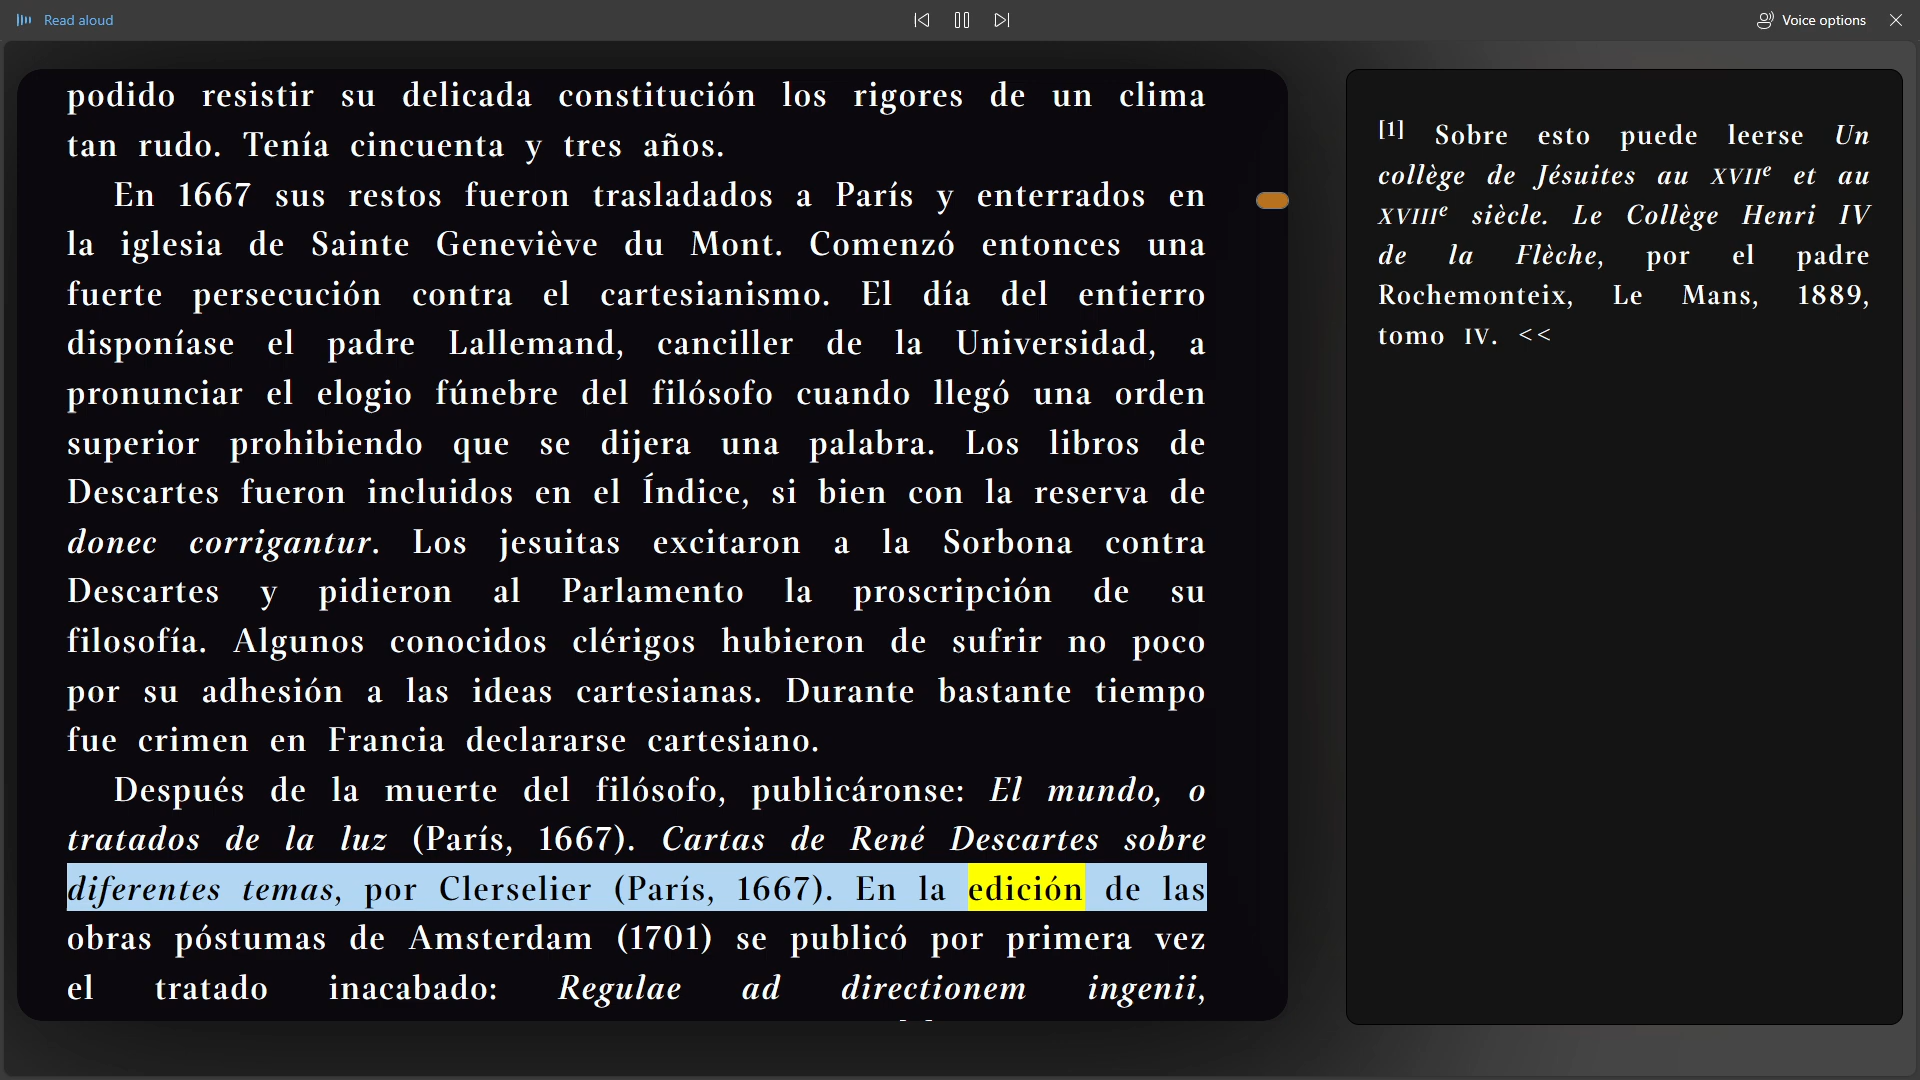 Read aloud
Voice options
podido resistir su delicada constitución los rigores de un clima
tan rudo. Tenía cincuenta y tres años.
En 1667 sus restos fueron trasladados a París y enterrados en
la iglesia de Sainte Geneviève du Mont. Comenzó entonces una
fuerte persecución contra el cartesianismo. El día del entierro
disponíase el padre Lallemand, canciller de la Universidad, a
pronunciar el elogio fúnebre del filósofo cuando llegó una orden
superior prohibiendo que se dijera una palabra. Los libros de
Descartes fueron incluidos en el Índice, si bien con la reserva de
donec corrigantur. Los jesuitas excitaron a la Sorbona contra
Descartes y pidieron al Parlamento la proscripción de su
filosofía. Algunos conocidos clérigos hubieron de sufrir no poco
por su adhesión a las ideas cartesianas. Durante bastante tiempo
fue crimen en Francia declararse cartesiano.
Después de la muerte del filósofo, publicáronse: El mundo, o
tratados de la luz (París, 1667). Cartas de René Descartes sobre
diferentes temas, por Clerselier (París, 1667). En la edición de las
obras póstumas de Amsterdam (1701) se publicó por primera vez
el tratado inacabado: Regulae ad directionem ingenii,
[1] Sobre esto puede leerse Un
collège de Jésuites au XVIIe et au
XVIIIe siècle. Le Collège Henri IV
de la Flèche, por el padre
Rochemonteix, Le Mans, 1889,
tomo IV. <<